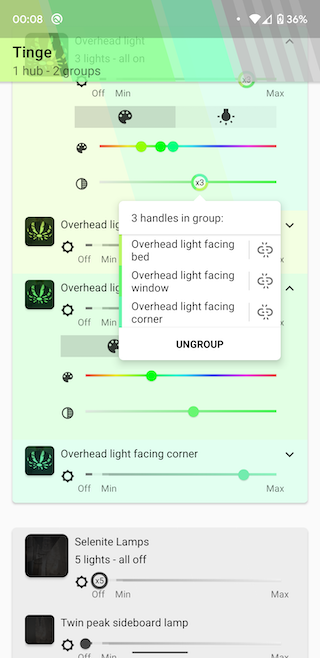 00:08
36%
Overhead light
Tinge
3 lights - all on
1 hub - 2 groups
x3
Off Min Max
x3
3 handles in group:
Overhead lig
Off Min
Overhead light facing
bed
Overhead light facing
window
Overhead lig
Overhead light facing
corner
Off Min
UNGROUP
Overhead light facing corner
Off Min Max
Selenite Lamps
5 lights - all off
x5
Off Min Max
Twin peak sideboard lamp
Off Min Max